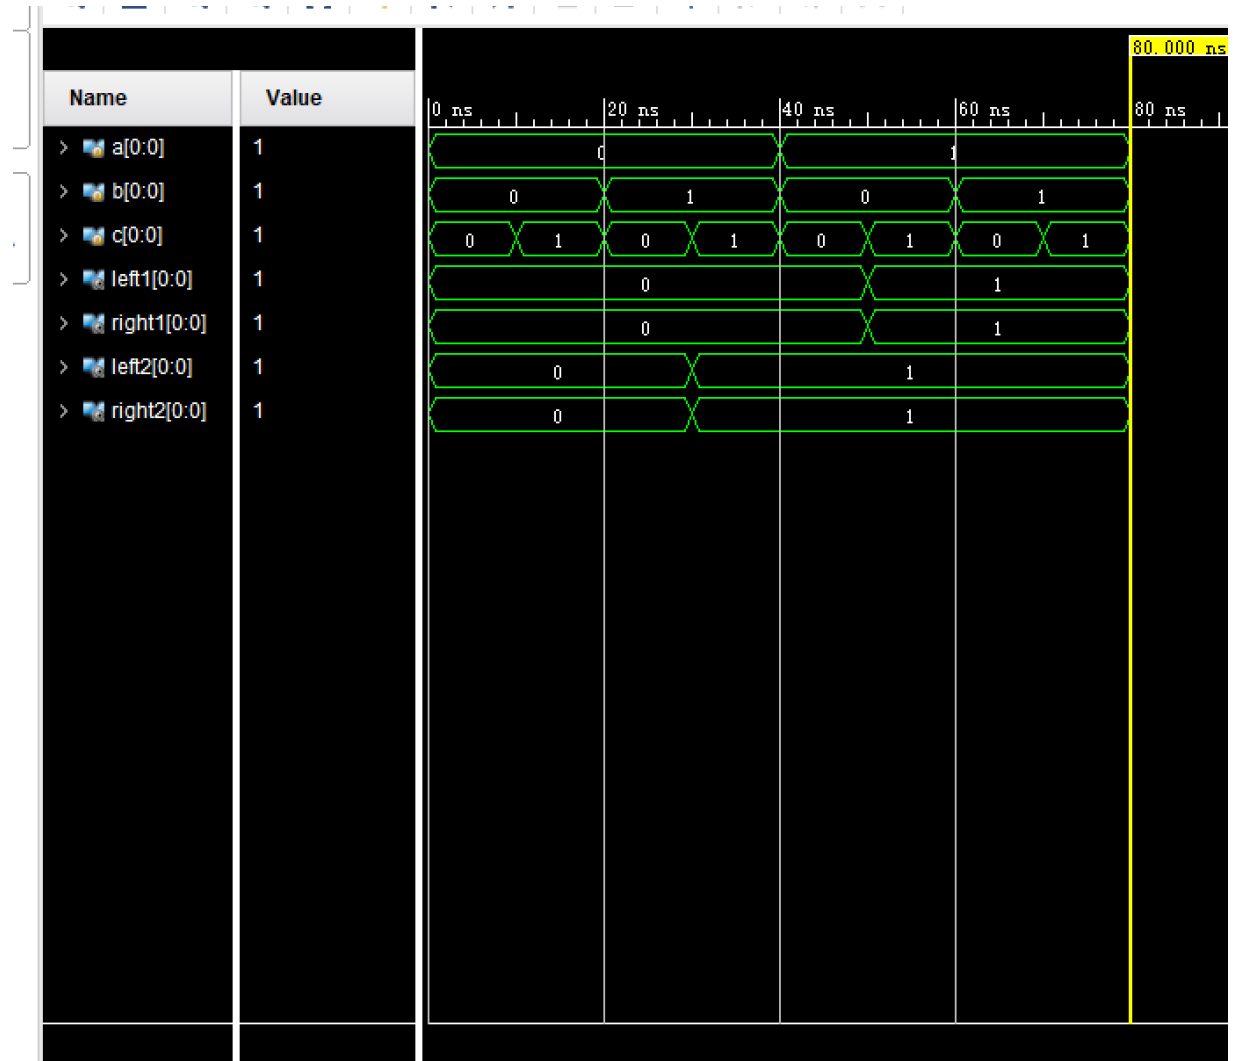 80.000 ns
Name Value
0 ns 20 ns 40 ns 60 ns 80 ns
a[0:0] 1 0 1
b[0:0] 1 0 1 0 1
c[0:0] 1 0 1 0 1 0 1 0 1
left1[0:0] 1 0 1
right1[0:0] 1 0 1
left2[0:0] 1 0 1
right2[0:0] 1 0 1